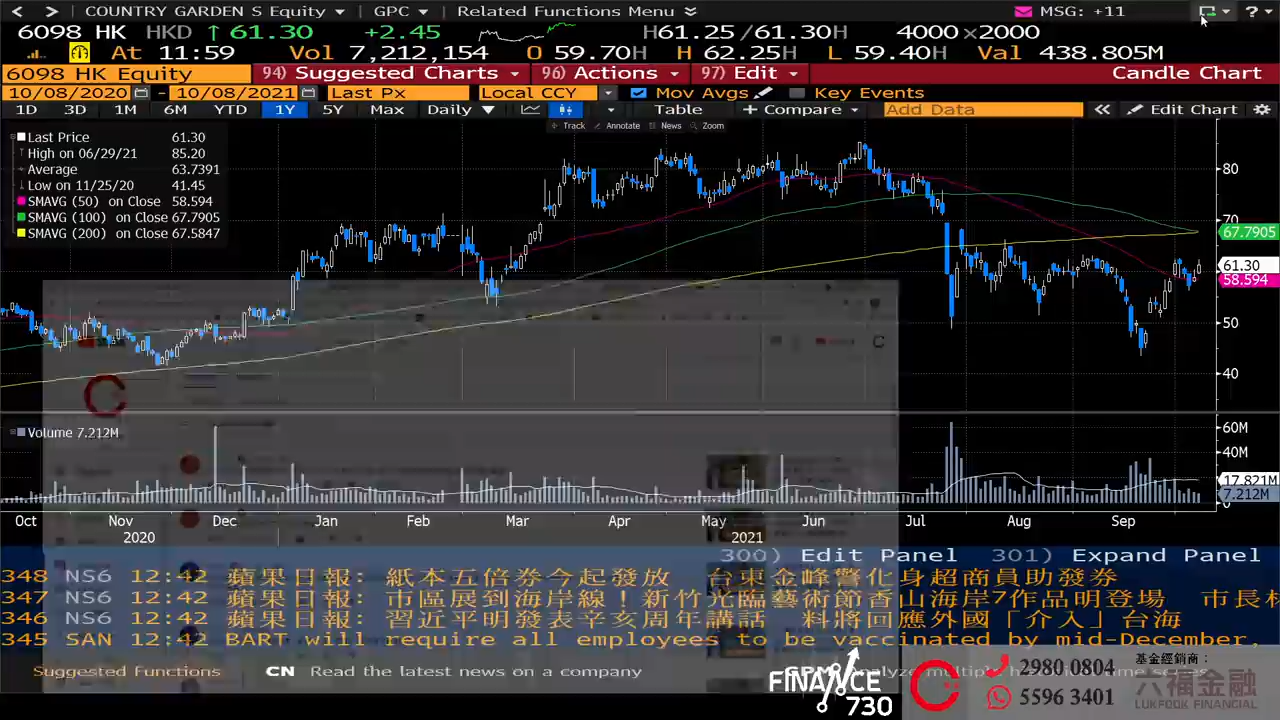 COUNTRY GARDEN S Equity GPC Related Functions Menu MSG: +11 ?
6098 HK HKD ↑ 61.30 +2.45 H61.25/61.30H 4000×2000
At 11:59 Vol 7,212,154 O 59.70H H 62.25H L 59.40H Val 438.805M
6098 HK Equity 94) Suggested Charts 96) Actions 97) Edit Candle Chart
10/08/2020 - 10/08/2021 Last Px Local CCY Mov Avgs Key Events
1D 3D 1M 6M YTD 1Y 5Y Max Daily Table + Compare Add Data Edit Chart
Track Annotate News Zoom
Last Price 61.30
High on 06/29/21 85.20
Average 63.7391
Low on 11/25/20 41.45
SMAVG (50) on Close 58.594
SMAVG (100) on Close 67.7905
SMAVG (200) on Close 67.5847
80
70
67.7905
61.30
58.594
50
40
Volume 7.212M
60M
40M
17.821M
7.212M
0
Oct Nov Dec Jan Feb Mar Apr May Jun Jul Aug Sep
2020 2021
300) Edit Panel 301) Expand Panel
348 NS6 12:42 蘋果日報: 紙本五倍券今起發放 台東金峰警化身超商員助發券
347 NS6 12:42 蘋果日報: 市區展到海岸線！新竹光臨藝術節香山海岸7作品明登場 市長林
346 NS6 12:42 蘋果日報: 習近平明發表辛亥周年講話 料將回應外國「介入」台海
345 SAN 12:42 BART will require all employees to be vaccinated by mid-December,
Suggested Functions CN Read the latest news on a company
FINANCE
730
2980 0804
5596 3401
基金經銷商：
六福金融
LUKFOOK FINANCIAL